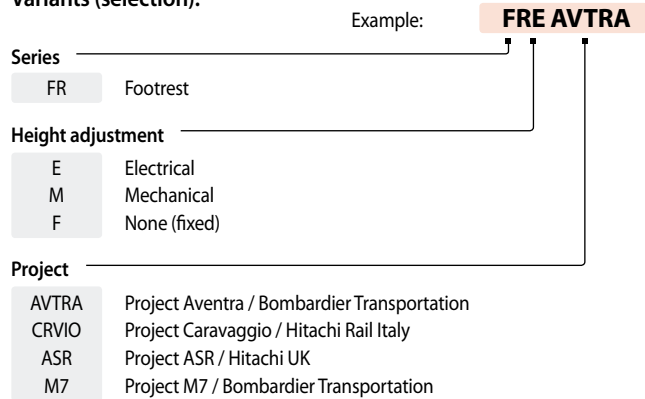 Variants (selection):
Example: FRE AVTRA
Series
FR Footrest
Height adjustment
E Electrical
M Mechanical
F None (fixed)
Project
AVTRA Project Aventra / Bombardier Transportation
CRVIO Project Caravaggio / Hitachi Rail Italy
ASR Project ASR / Hitachi UK
M7 Project M7 / Bombardier Transportation